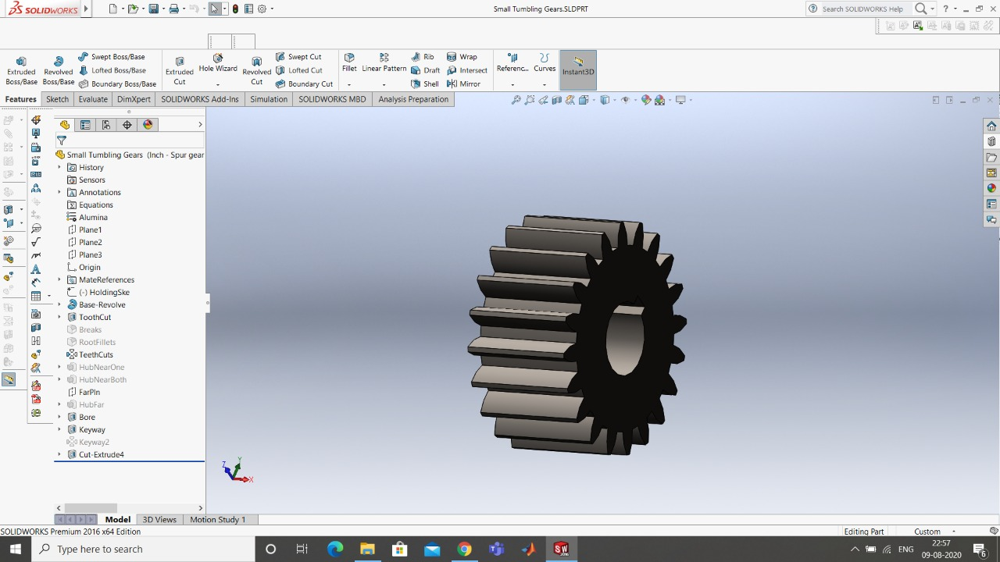 SOLIDWORKS
Small Tumbling Gears.SLDPRT
Search SOLIDWORKS Help
?
Extruded Boss/Base
Revolved Boss/Base
Swept Boss/Base
Lofted Boss/Base
Boundary Boss/Base
Extruded Cut
Hole Wizard
Revolved Cut
Swept Cut
Lofted Cut
Boundary Cut
Fillet
Linear Pattern
Rib
Draft
Shell
Wrap
Intersect
Mirror
Referenc...
Curves
Instant3D
Features Sketch Evaluate DimXpert SOLIDWORKS Add-Ins Simulation SOLIDWORKS MBD Analysis Preparation
Small Tumbling Gears (Inch - Spur gear
History
Sensors
Annotations
Equations
Alumina
Plane1
Plane2
Plane3
Origin
MateReferences
(-) HoldingSke
Base-Revolve
ToothCut
Breaks
RootFillets
TeethCuts
HubNearOne
HubNearBoth
FarPln
HubFar
Bore
Keyway
Keyway2
Cut-Extrude4
Z Y X
Model 3D Views Motion Study 1
SOLIDWORKS Premium 2016 x64 Edition
Editing Part
Custom
Type here to search
SW
2016
ENG
22:57
09-08-2020
6